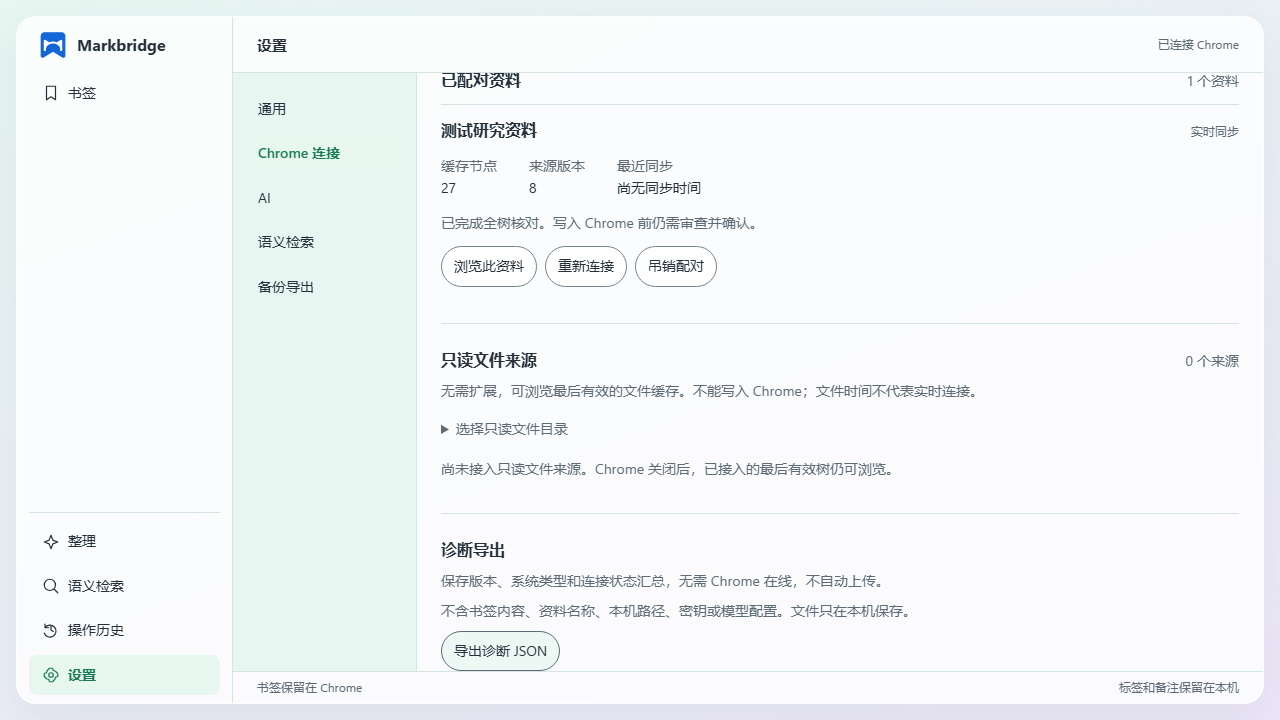 Markbridge
设置
已连接 Chrome
书签
通用
Chrome 连接
AI
语义检索
备份导出
已配对资料
1 个资料
测试研究资料
实时同步
缓存节点 来源版本 最近同步
27 8 尚无同步时间
已完成全树核对。写入 Chrome 前仍需审查并确认。
浏览此资料 重新连接 吊销配对
只读文件来源
0 个来源
无需扩展，可浏览最后有效的文件缓存。不能写入 Chrome；文件时间不代表实时连接。
选择只读文件目录
尚未接入只读文件来源。Chrome 关闭后，已接入的最后有效树仍可浏览。
诊断导出
保存版本、系统类型和连接状态汇总，无需 Chrome 在线，不自动上传。
不含书签内容、资料名称、本机路径、密钥或模型配置。文件只在本机保存。
导出诊断 JSON
整理
语义检索
操作历史
设置
书签保留在 Chrome
标签和备注保留在本机